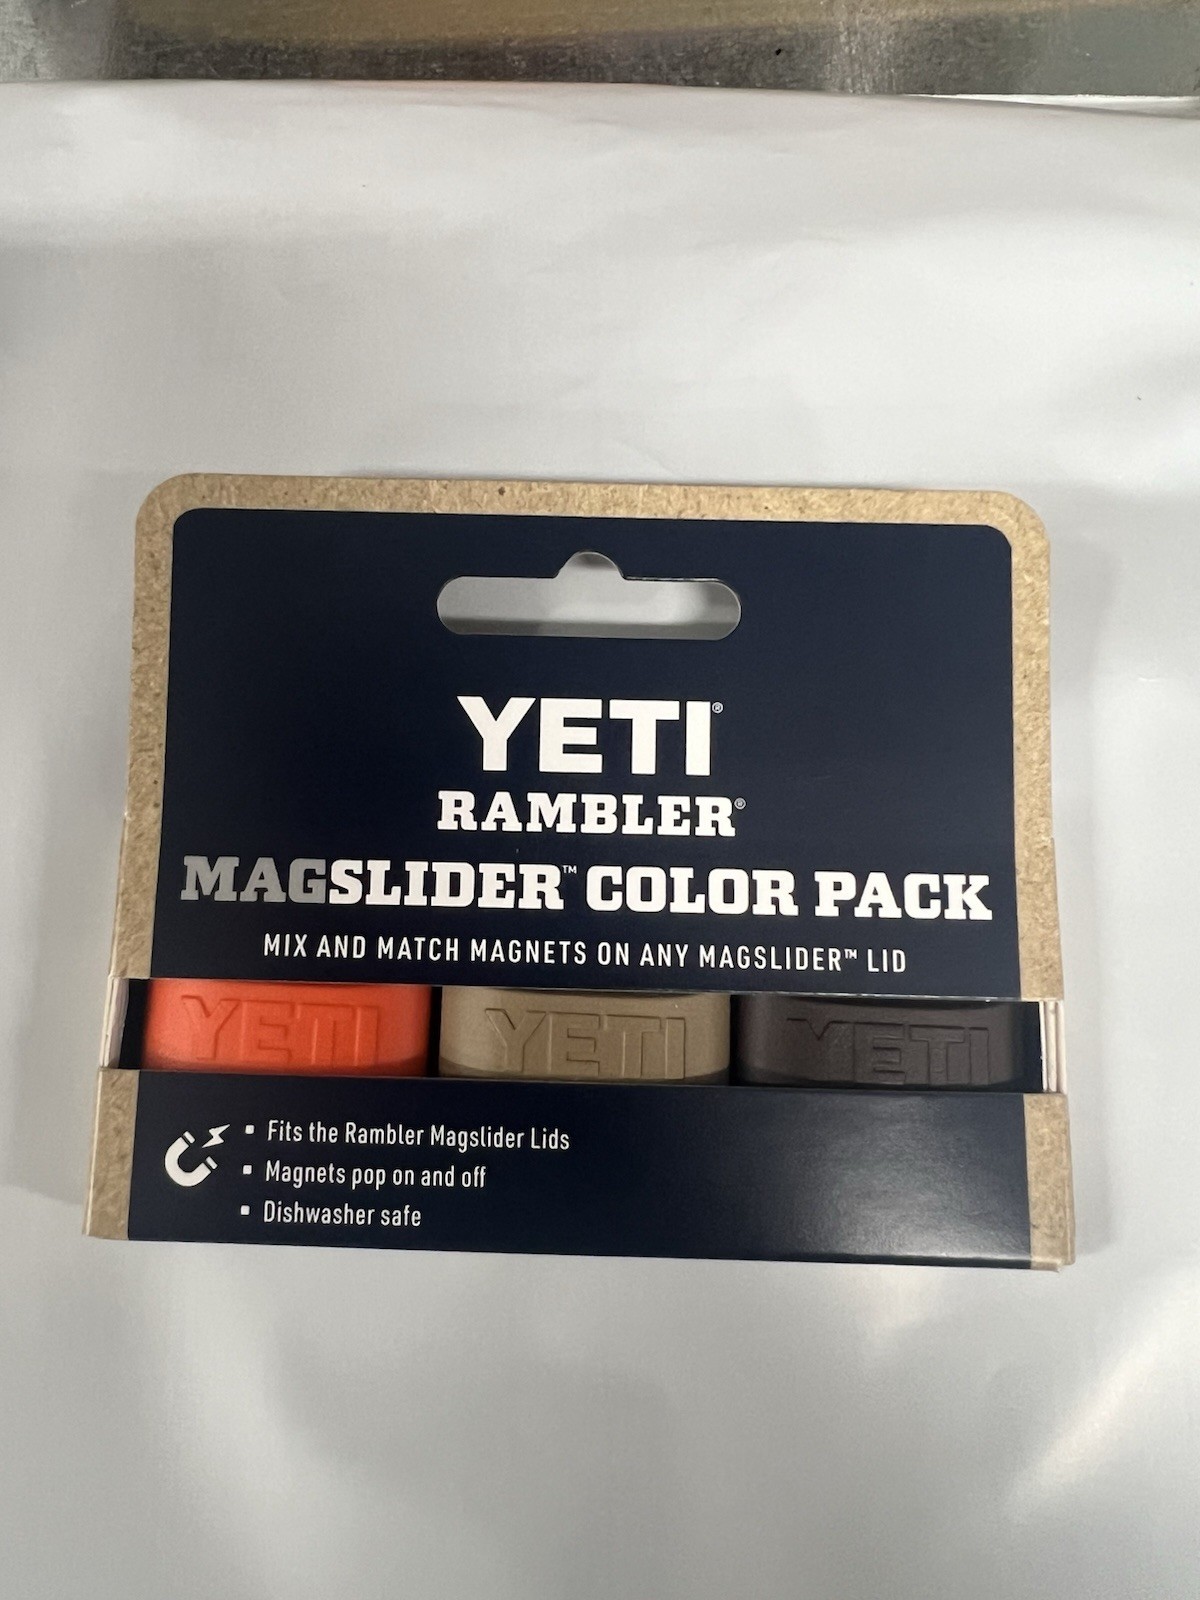 YETI®
RAMBLER®
MAGSLIDER™ COLOR PACK
MIX AND MATCH MAGNETS ON ANY MAGSLIDER™ LID
YETI YETI YETI
▪ Fits the Rambler Magslider Lids
▪ Magnets pop on and off
▪ Dishwasher safe